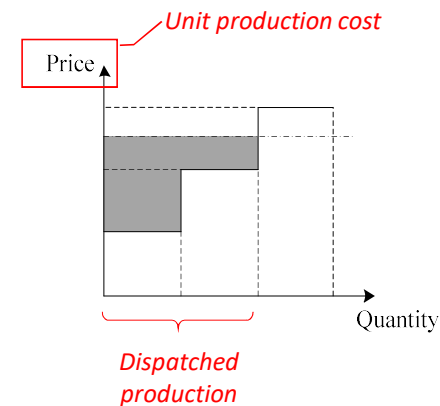 Unit production cost
Price
Quantity
Dispatched
production